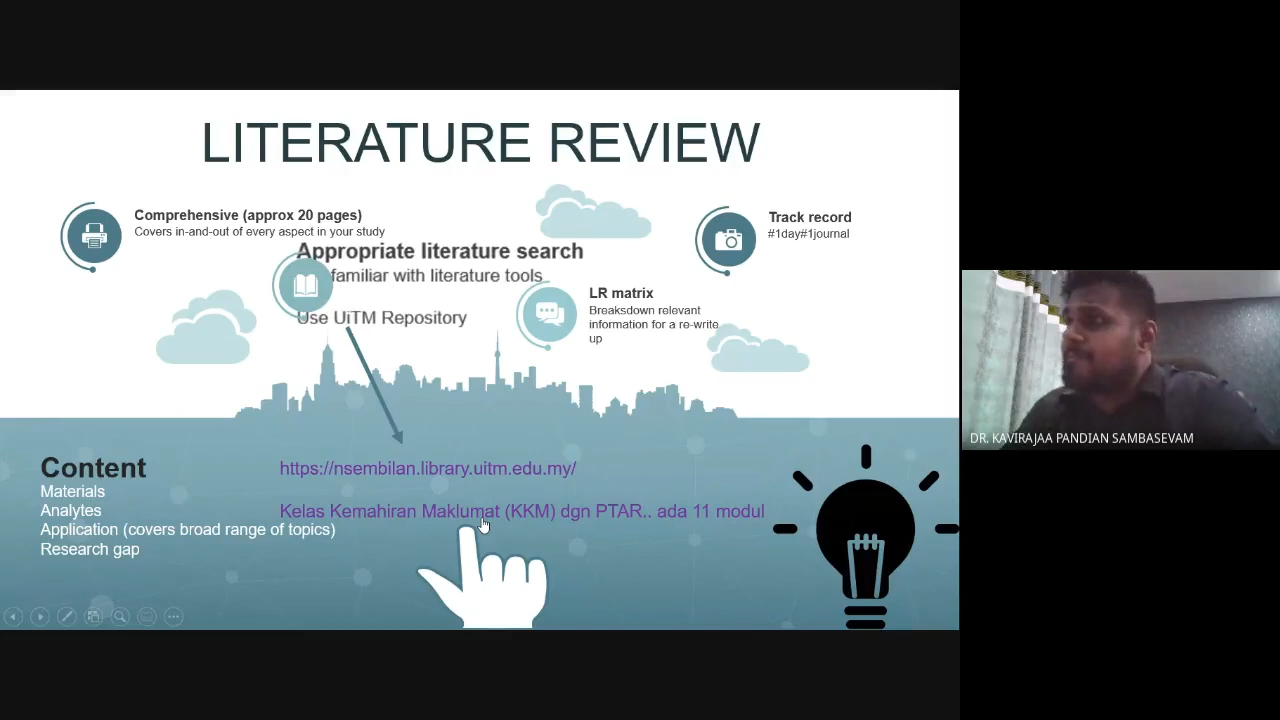 LITERATURE REVIEW
Comprehensive (approx 20 pages)
Covers in-and-out of every aspect in your study
Appropriate literature search
familiar with literature tools
Use UiTM Repository
LR matrix
Breaksdown relevant
information for a re-write
up
Track record
#1day#1journal
Content
Materials
Analytes
Application (covers broad range of topics)
Research gap
https://nsembilan.library.uitm.edu.my/
Kelas Kemahiran Maklumat (KKM) dgn PTAR.. ada 11 modul
DR. KAVIRAJAA PANDIAN SAMBASEVAM